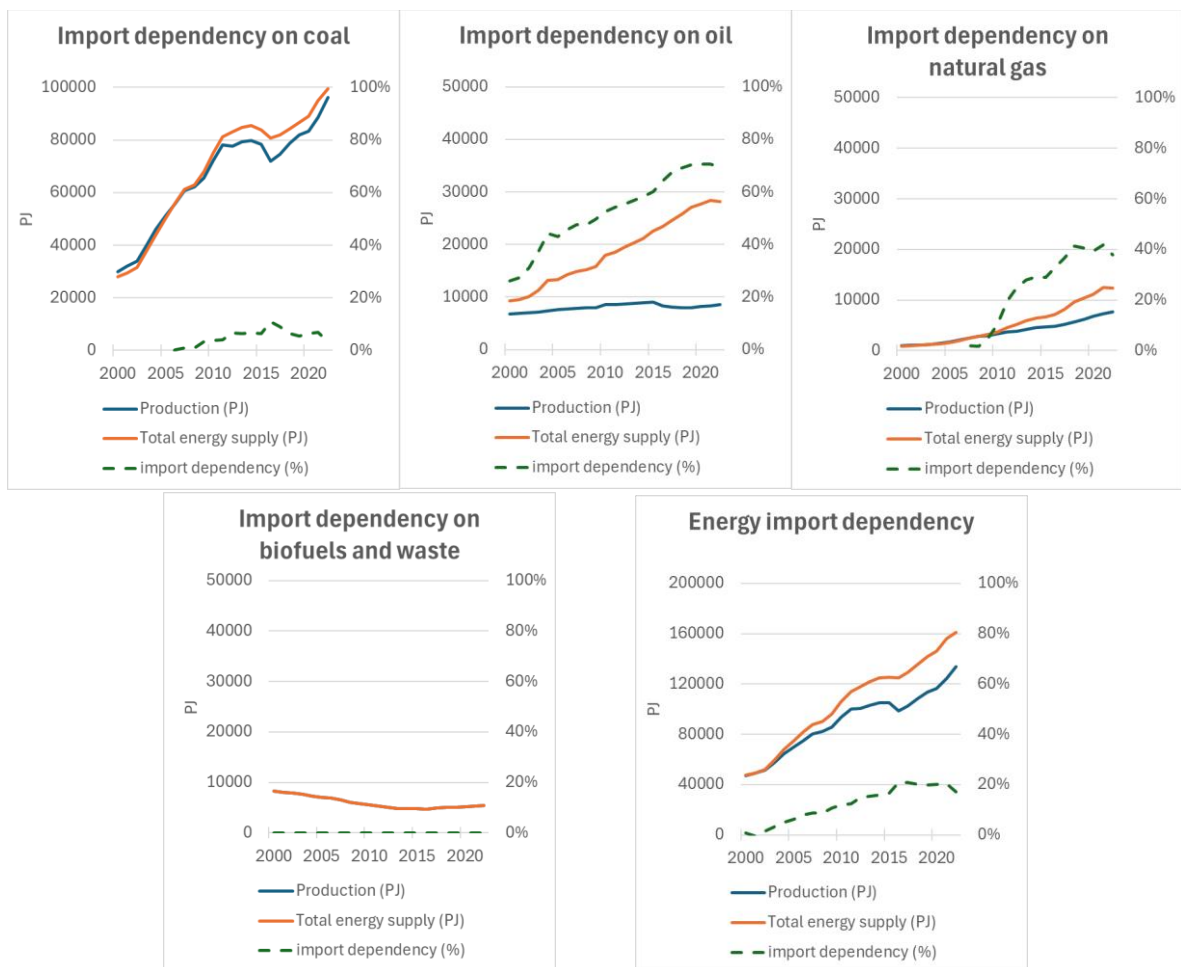 Import dependency on coal
100000
80000
60000
40000
20000
0
PJ
100%
80%
60%
40%
20%
0%
2000 2005 2010 2015 2020
Production (PJ)
Total energy supply (PJ)
import dependency (%)
Import dependency on oil
50000
40000
30000
20000
10000
0
PJ
100%
80%
60%
40%
20%
0%
2000 2005 2010 2015 2020
Production (PJ)
Total energy supply (PJ)
import dependency (%)
Import dependency on
natural gas
50000
40000
30000
20000
10000
0
PJ
100%
80%
60%
40%
20%
0%
2000 2005 2010 2015 2020
Production (PJ)
Total energy supply (PJ)
import dependency (%)
Import dependency on
biofuels and waste
50000
40000
30000
20000
10000
0
PJ
100%
80%
60%
40%
20%
0%
2000 2005 2010 2015 2020
Production (PJ)
Total energy supply (PJ)
import dependency (%)
Energy import dependency
200000
160000
120000
80000
40000
0
PJ
100%
80%
60%
40%
20%
0%
2000 2005 2010 2015 2020
Production (PJ)
Total energy supply (PJ)
import dependency (%)